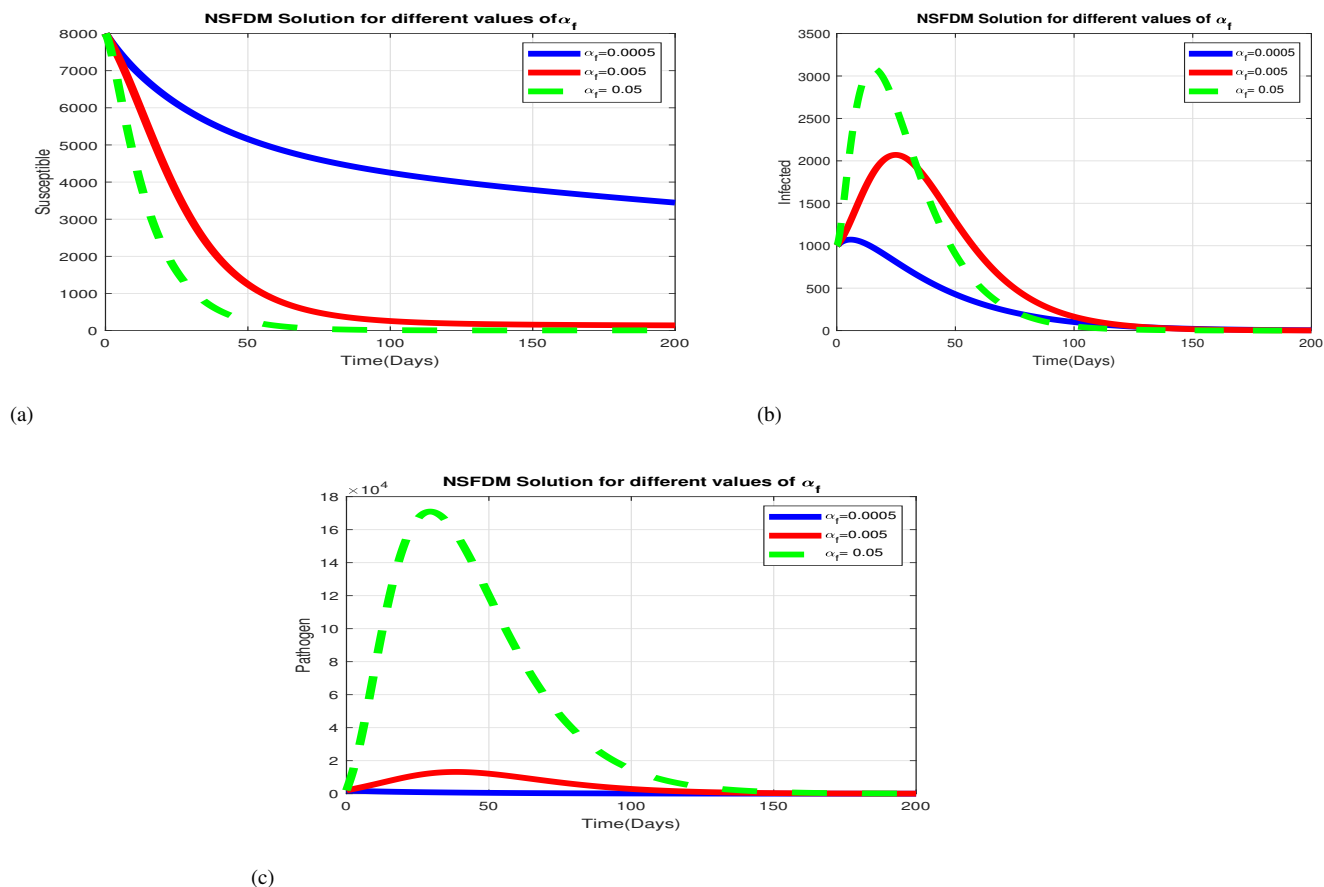 NSFDM Solution for different values of α_f
8000
7000
6000
5000
4000
3000
2000
1000
0
Susceptible
0 50 100 150 200
Time(Days)
α_f=0.0005
α_f=0.005
α_f= 0.05
(a)
NSFDM Solution for different values of α_f
3500
3000
2500
2000
1500
1000
500
0
Infected
0 50 100 150 200
Time(Days)
α_f=0.0005
α_f=0.005
α_f= 0.05
(b)
NSFDM Solution for different values of α_f
×10^4
18
16
14
12
10
8
6
4
2
0
Pathogen
0 50 100 150 200
Time(Days)
α_f=0.0005
α_f=0.005
α_f= 0.05
(c)